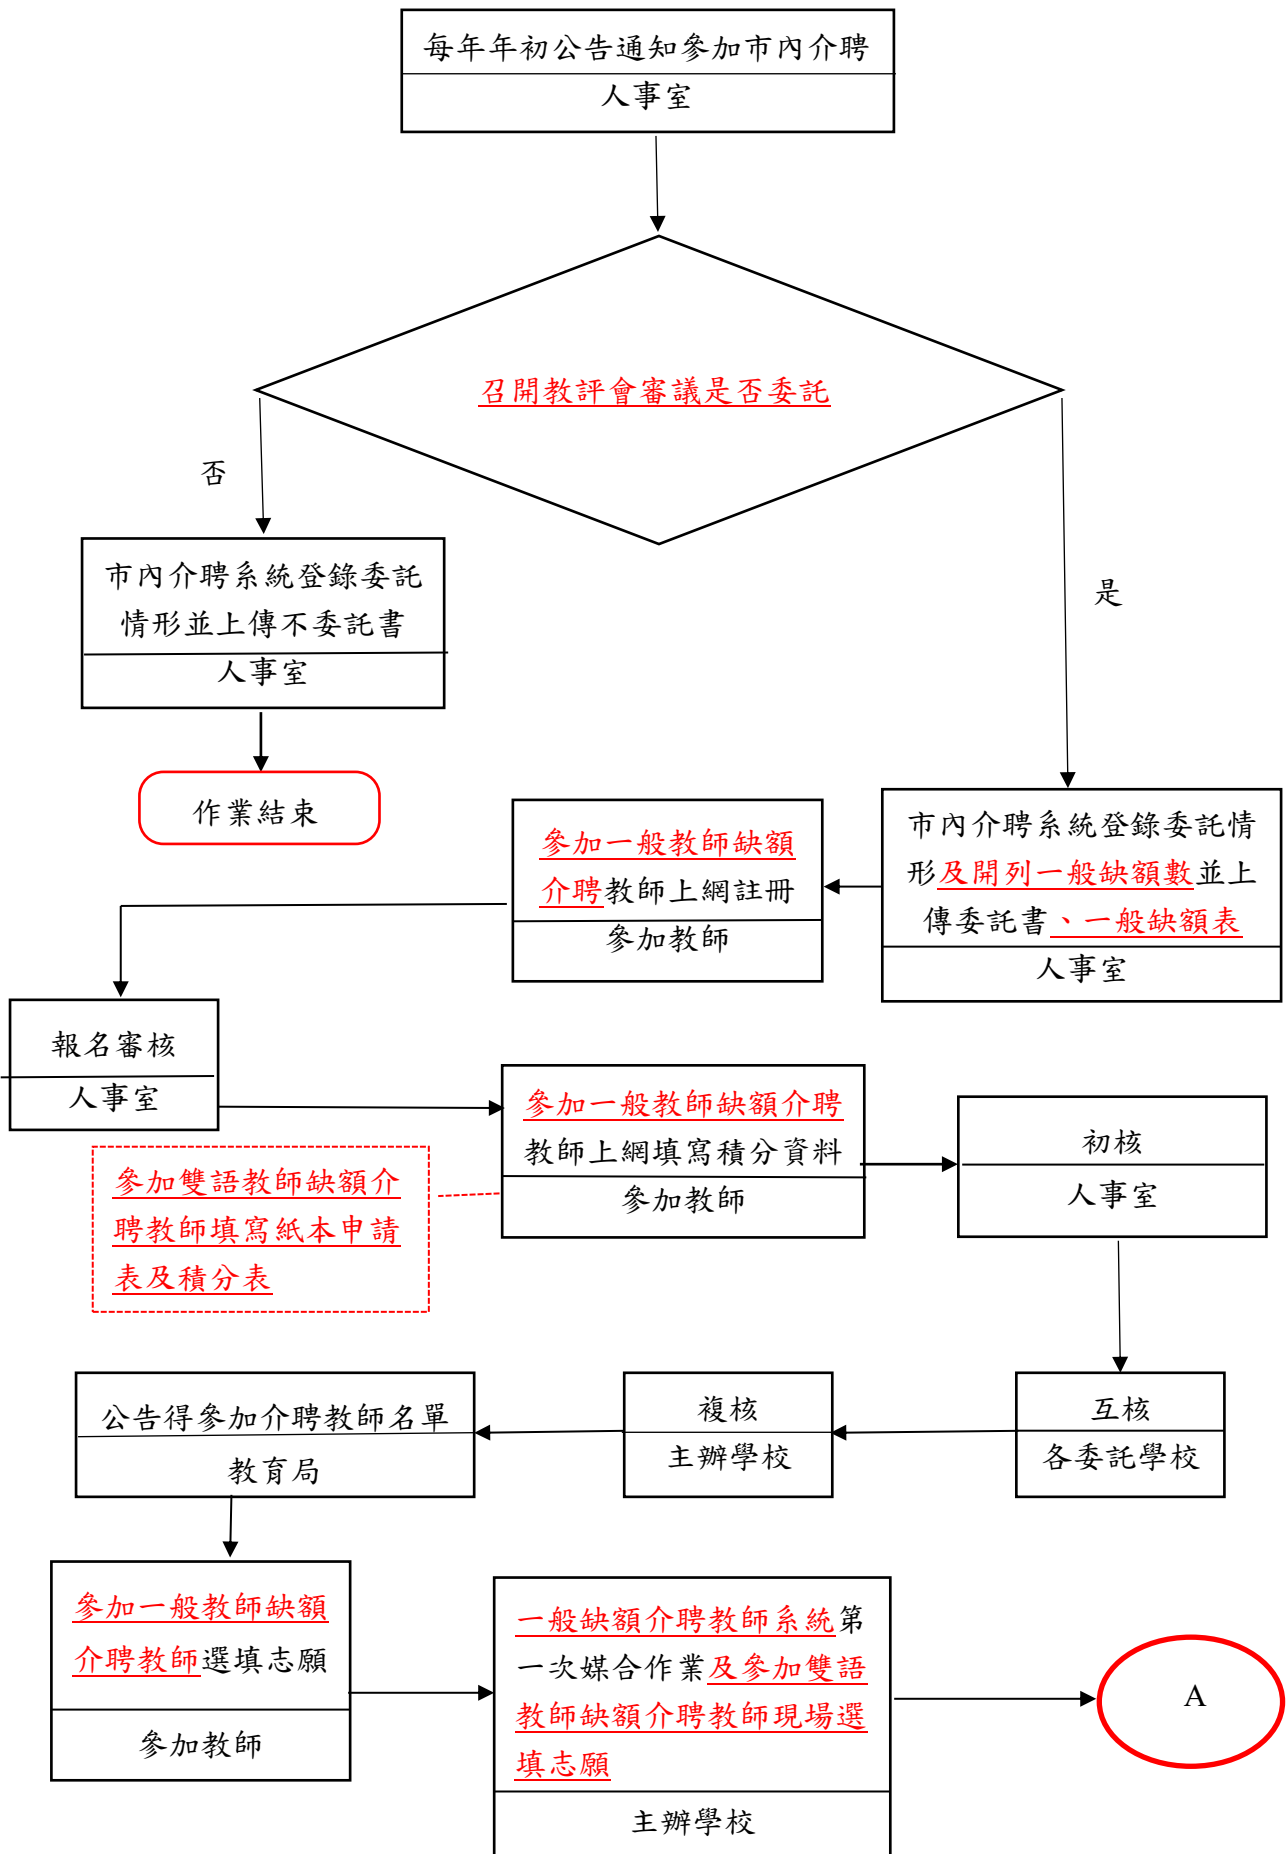 每年年初公告通知參加市內介聘
人事室
召開教評會審議是否委託
否
是
市內介聘系統登錄委託
情形並上傳不委託書
人事室
作業結束
市內介聘系統登錄委託情
形及開列一般缺額數並上
傳委託書、一般缺額表
人事室
參加一般教師缺額
介聘教師上網註冊
參加教師
報名審核
人事室
參加一般教師缺額介聘
教師上網填寫積分資料
參加教師
參加雙語教師缺額介
聘教師填寫紙本申請
表及積分表
初核
人事室
互核
各委託學校
複核
主辦學校
公告得參加介聘教師名單
教育局
參加一般教師缺額
介聘教師選填志願
參加教師
一般缺額介聘教師系統第
一次媒合作業及參加雙語
教師缺額介聘教師現場選
填志願
主辦學校
A